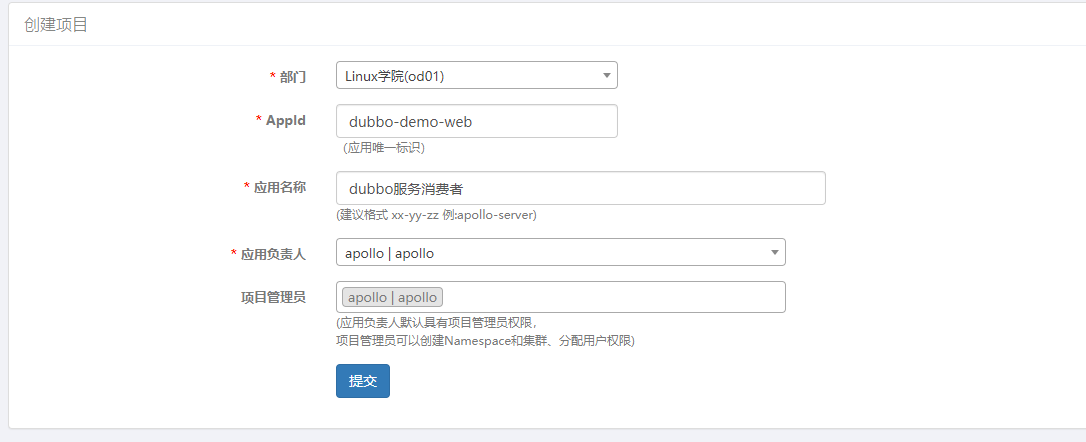 创建项目
* 部门 Linux学院(od01)
* AppId dubbo-demo-web
(应用唯一标识)
* 应用名称 dubbo服务消费者
(建议格式 xx-yy-zz 例:apollo-server)
* 应用负责人 apollo | apollo
项目管理员 apollo | apollo
(应用负责人默认具有项目管理员权限，
项目管理员可以创建Namespace和集群、分配用户权限)
提交